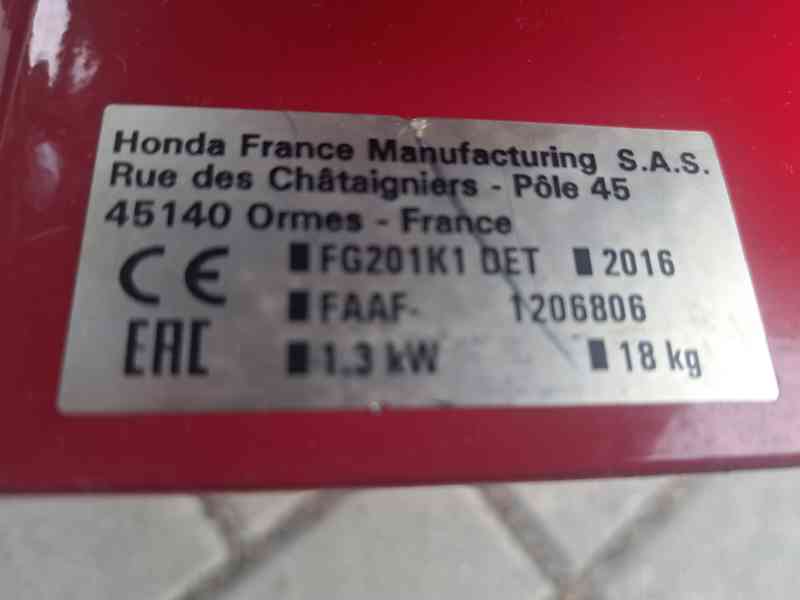 Honda France Manufacturing S.A.S.
Rue des Châtaigniers - Pôle 45
45140 Ormes - France
CE ■ FG201K1 DET ■ 2016
■ FAAF- 1206806
EAC ■ 1.3 kW ■ 18 kg